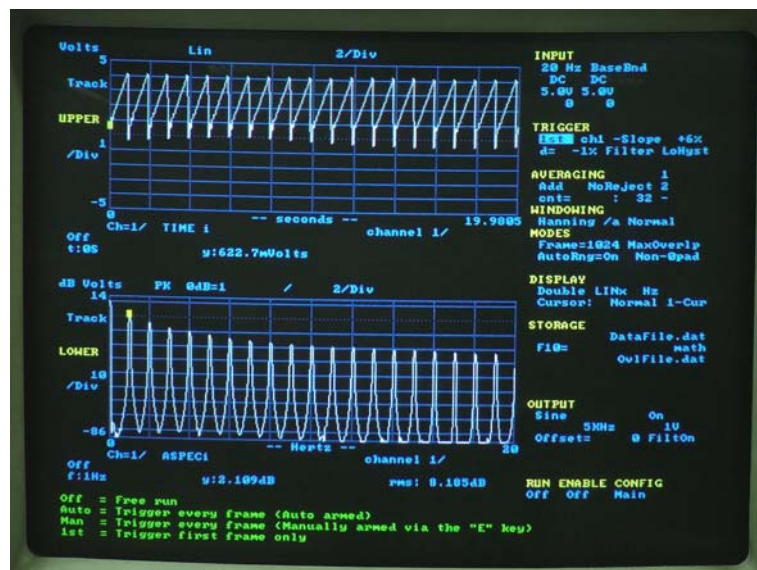 Volts Lin 2/Div
5
Track
UPPER
1
/Div
-5
0 -- seconds -- 19.9805
Ch=1/ TIME i channel 1/
Off
t:0S y:622.7mVolts
dB Volts PK 0dB=1 / 2/Div
14
Track
LOWER
10
/Div
-86
0 -- Hertz -- 20
Ch=1/ ASPECi channel 1/
Off
f:1Hz y:2.109dB rms: 8.185dB
Off = Free run
Auto = Trigger every frame (Auto armed)
Man = Trigger every frame (Manually armed via the "E" key)
1st = Trigger first frame only
INPUT
20 Hz BaseBnd
DC DC
5.0V 5.0V
0 0
TRIGGER
1st ch1 -Slope +6%
d= -1% Filter LoHyst
AVERAGING 1
Add NoReject 2
cnt= : 32 -
WINDOWING
Hanning /a Normal
MODES
Frame=1024 MaxOverlp
AutoRng=On Non-0pad
DISPLAY
Double LINx Hz
Cursor: Normal 1-Cur
STORAGE
DataFile.dat
F10= math
OvlFile.dat
OUTPUT
Sine On
5KHz 1V
Offset= 0 FiltOn
RUN ENABLE CONFIG
Off Off Main